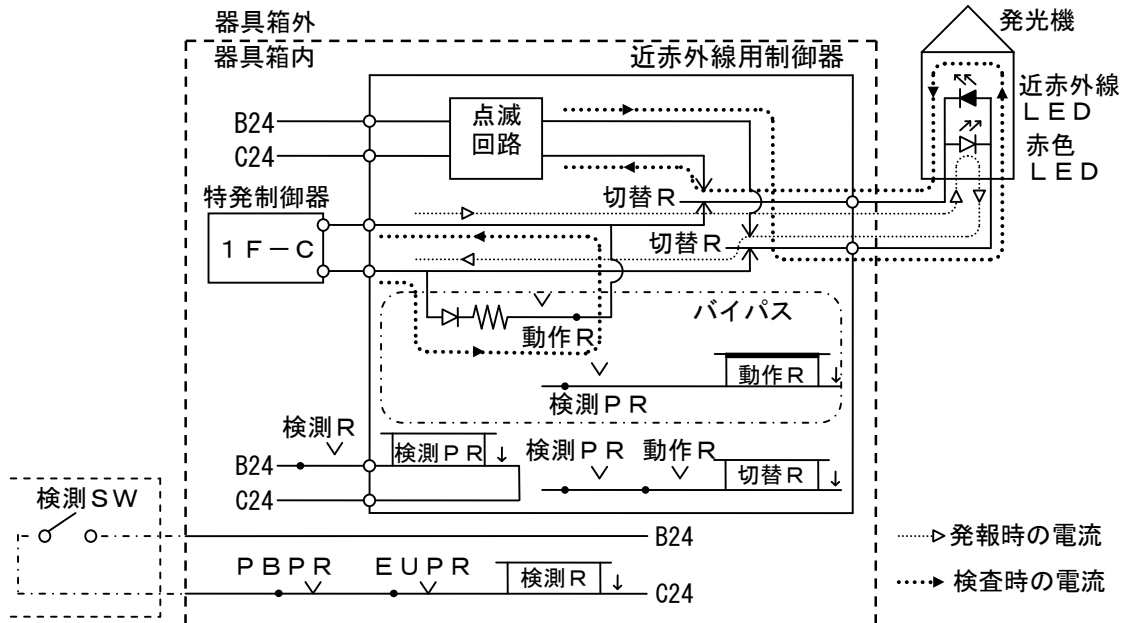 器具箱外
器具箱内
近赤外線用制御器
発光機
近赤外線
ＬＥＤ
赤色
ＬＥＤ
点滅
回路
B24
C24
特発制御器
１Ｆ－Ｃ
切替Ｒ
切替Ｒ
バイパス
動作Ｒ
動作Ｒ
検測ＰＲ
検測Ｒ
検測ＰＲ
検測ＰＲ
動作Ｒ
切替Ｒ
B24
C24
検測ＳＷ
B24
ＰＢＰＲ
ＥＵＰＲ
検測Ｒ
C24
発報時の電流
検査時の電流